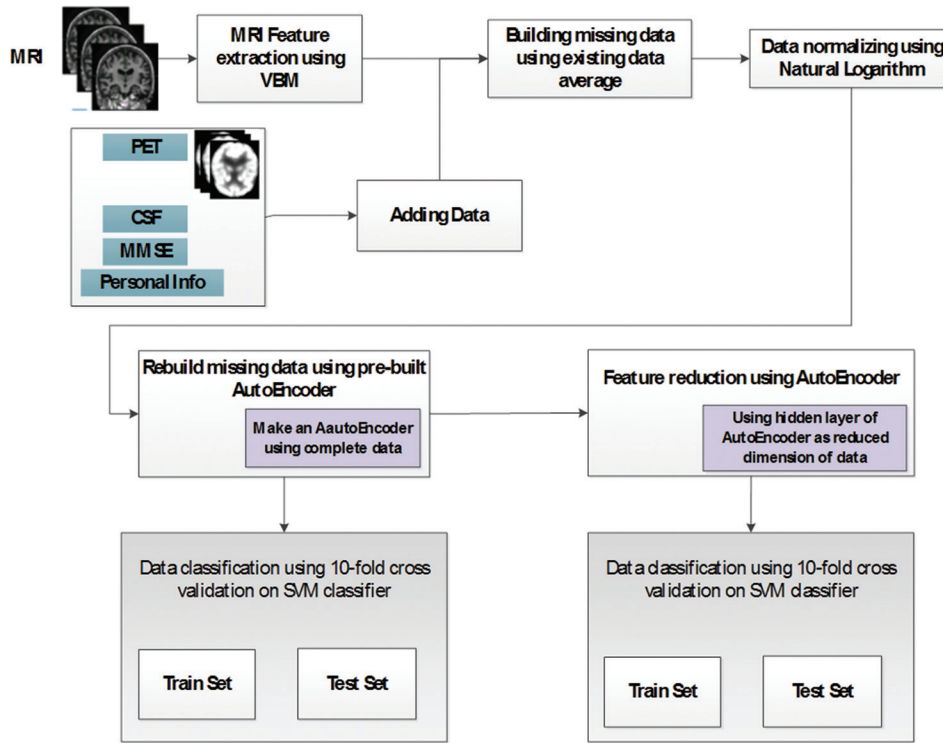 MRI
MRI Feature
extraction using
VBM
Building missing data
using existing data
average
Data normalizing using
Natural Logarithm
PET
CSF
MMSE
Personal Info
Adding Data
Rebuild missing data using pre-built
AutoEncoder
Make an AautoEncoder
using complete data
Feature reduction using AutoEncoder
Using hidden layer of
AutoEncoder as reduced
dimension of data
Data classification using 10-fold cross
validation on SVM classifier
Train Set
Test Set
Data classification using 10-fold cross
validation on SVM classifier
Train Set
Test Set